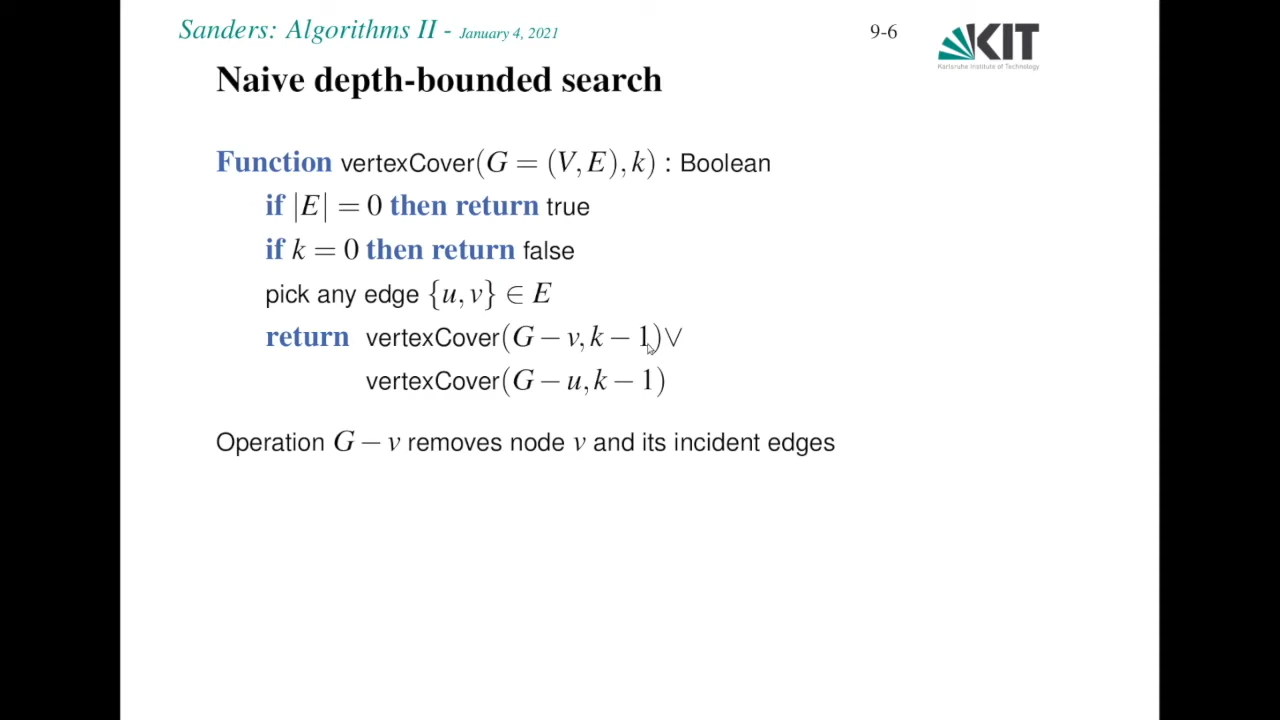 Sanders: Algorithms II - January 4, 2021
9-6
KIT
Karlsruhe Institute of Technology
Naive depth-bounded search
Function vertexCover(G = (V, E), k) : Boolean
if |E| = 0 then return true
if k = 0 then return false
pick any edge {u, v} ∈ E
return vertexCover(G − v, k − 1)∨
vertexCover(G − u, k − 1)
Operation G − v removes node v and its incident edges